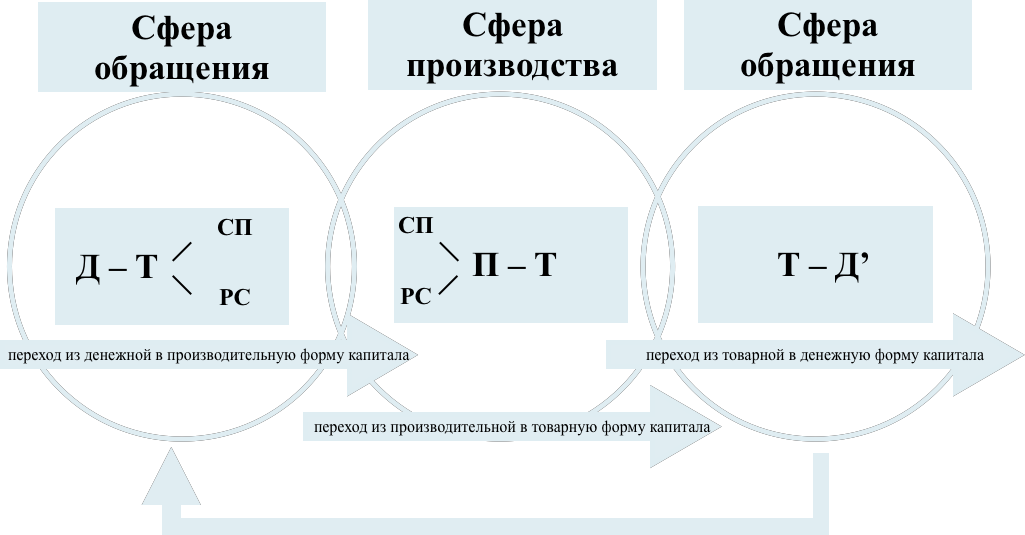 Сфера
обращения
Сфера
производства
Сфера
обращения
СП
Д – Т
РС
СП
П – Т
РС
Т – Д’
переход из денежной в производительную форму капитала
переход из товарной в денежную форму капитала
переход из производительной в товарную форму капитала